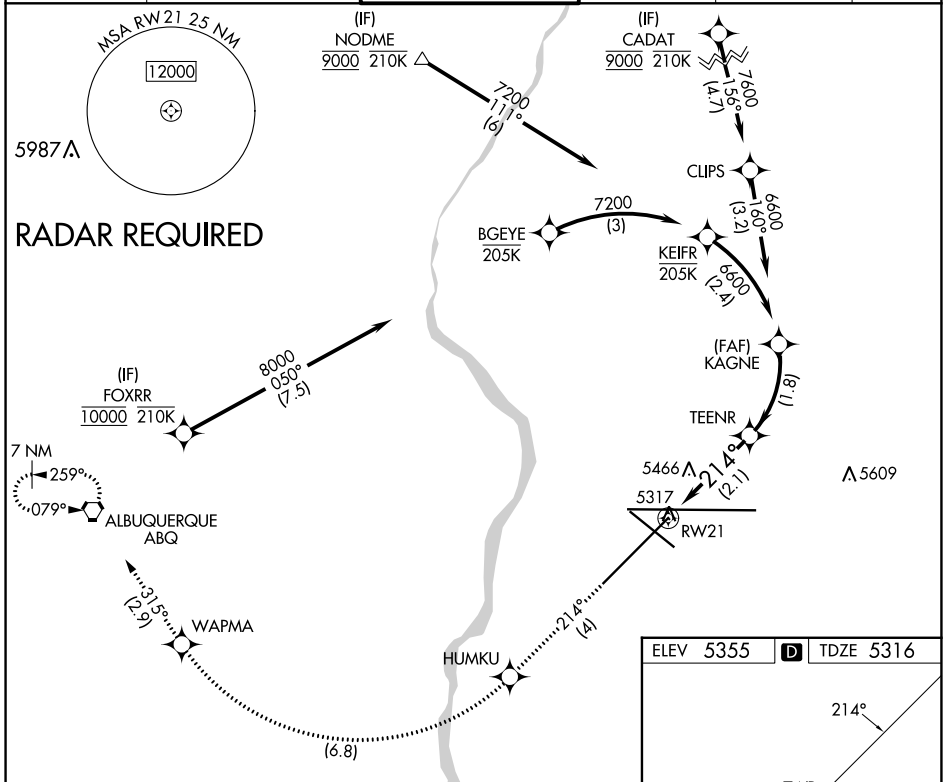 MSA RW 21 25 NM
12000
5987
RADAR REQUIRED
(IF)
NODME
9000 210K
7200
111°
(6)
(IF)
CADAT
9000 210K
7600
156°
(4.7)
CLIPS
6600
160°
(3.2)
BGEYE
205K
7200
(3)
KEIFR
205K
6600
(2.4)
(FAF)
KAGNE
(1.8)
TEENR
214°
(2.1)
5466
5609
5317
RW21
(IF)
FOXRR
10000 210K
8000
050°
(7.5)
7 NM
259°
079°
ALBUQUERQUE
ABQ
315°
(2.9)
WAPMA
HUMKU
214°
(4)
(6.8)
ELEV 5355 D TDZE 5316
214°